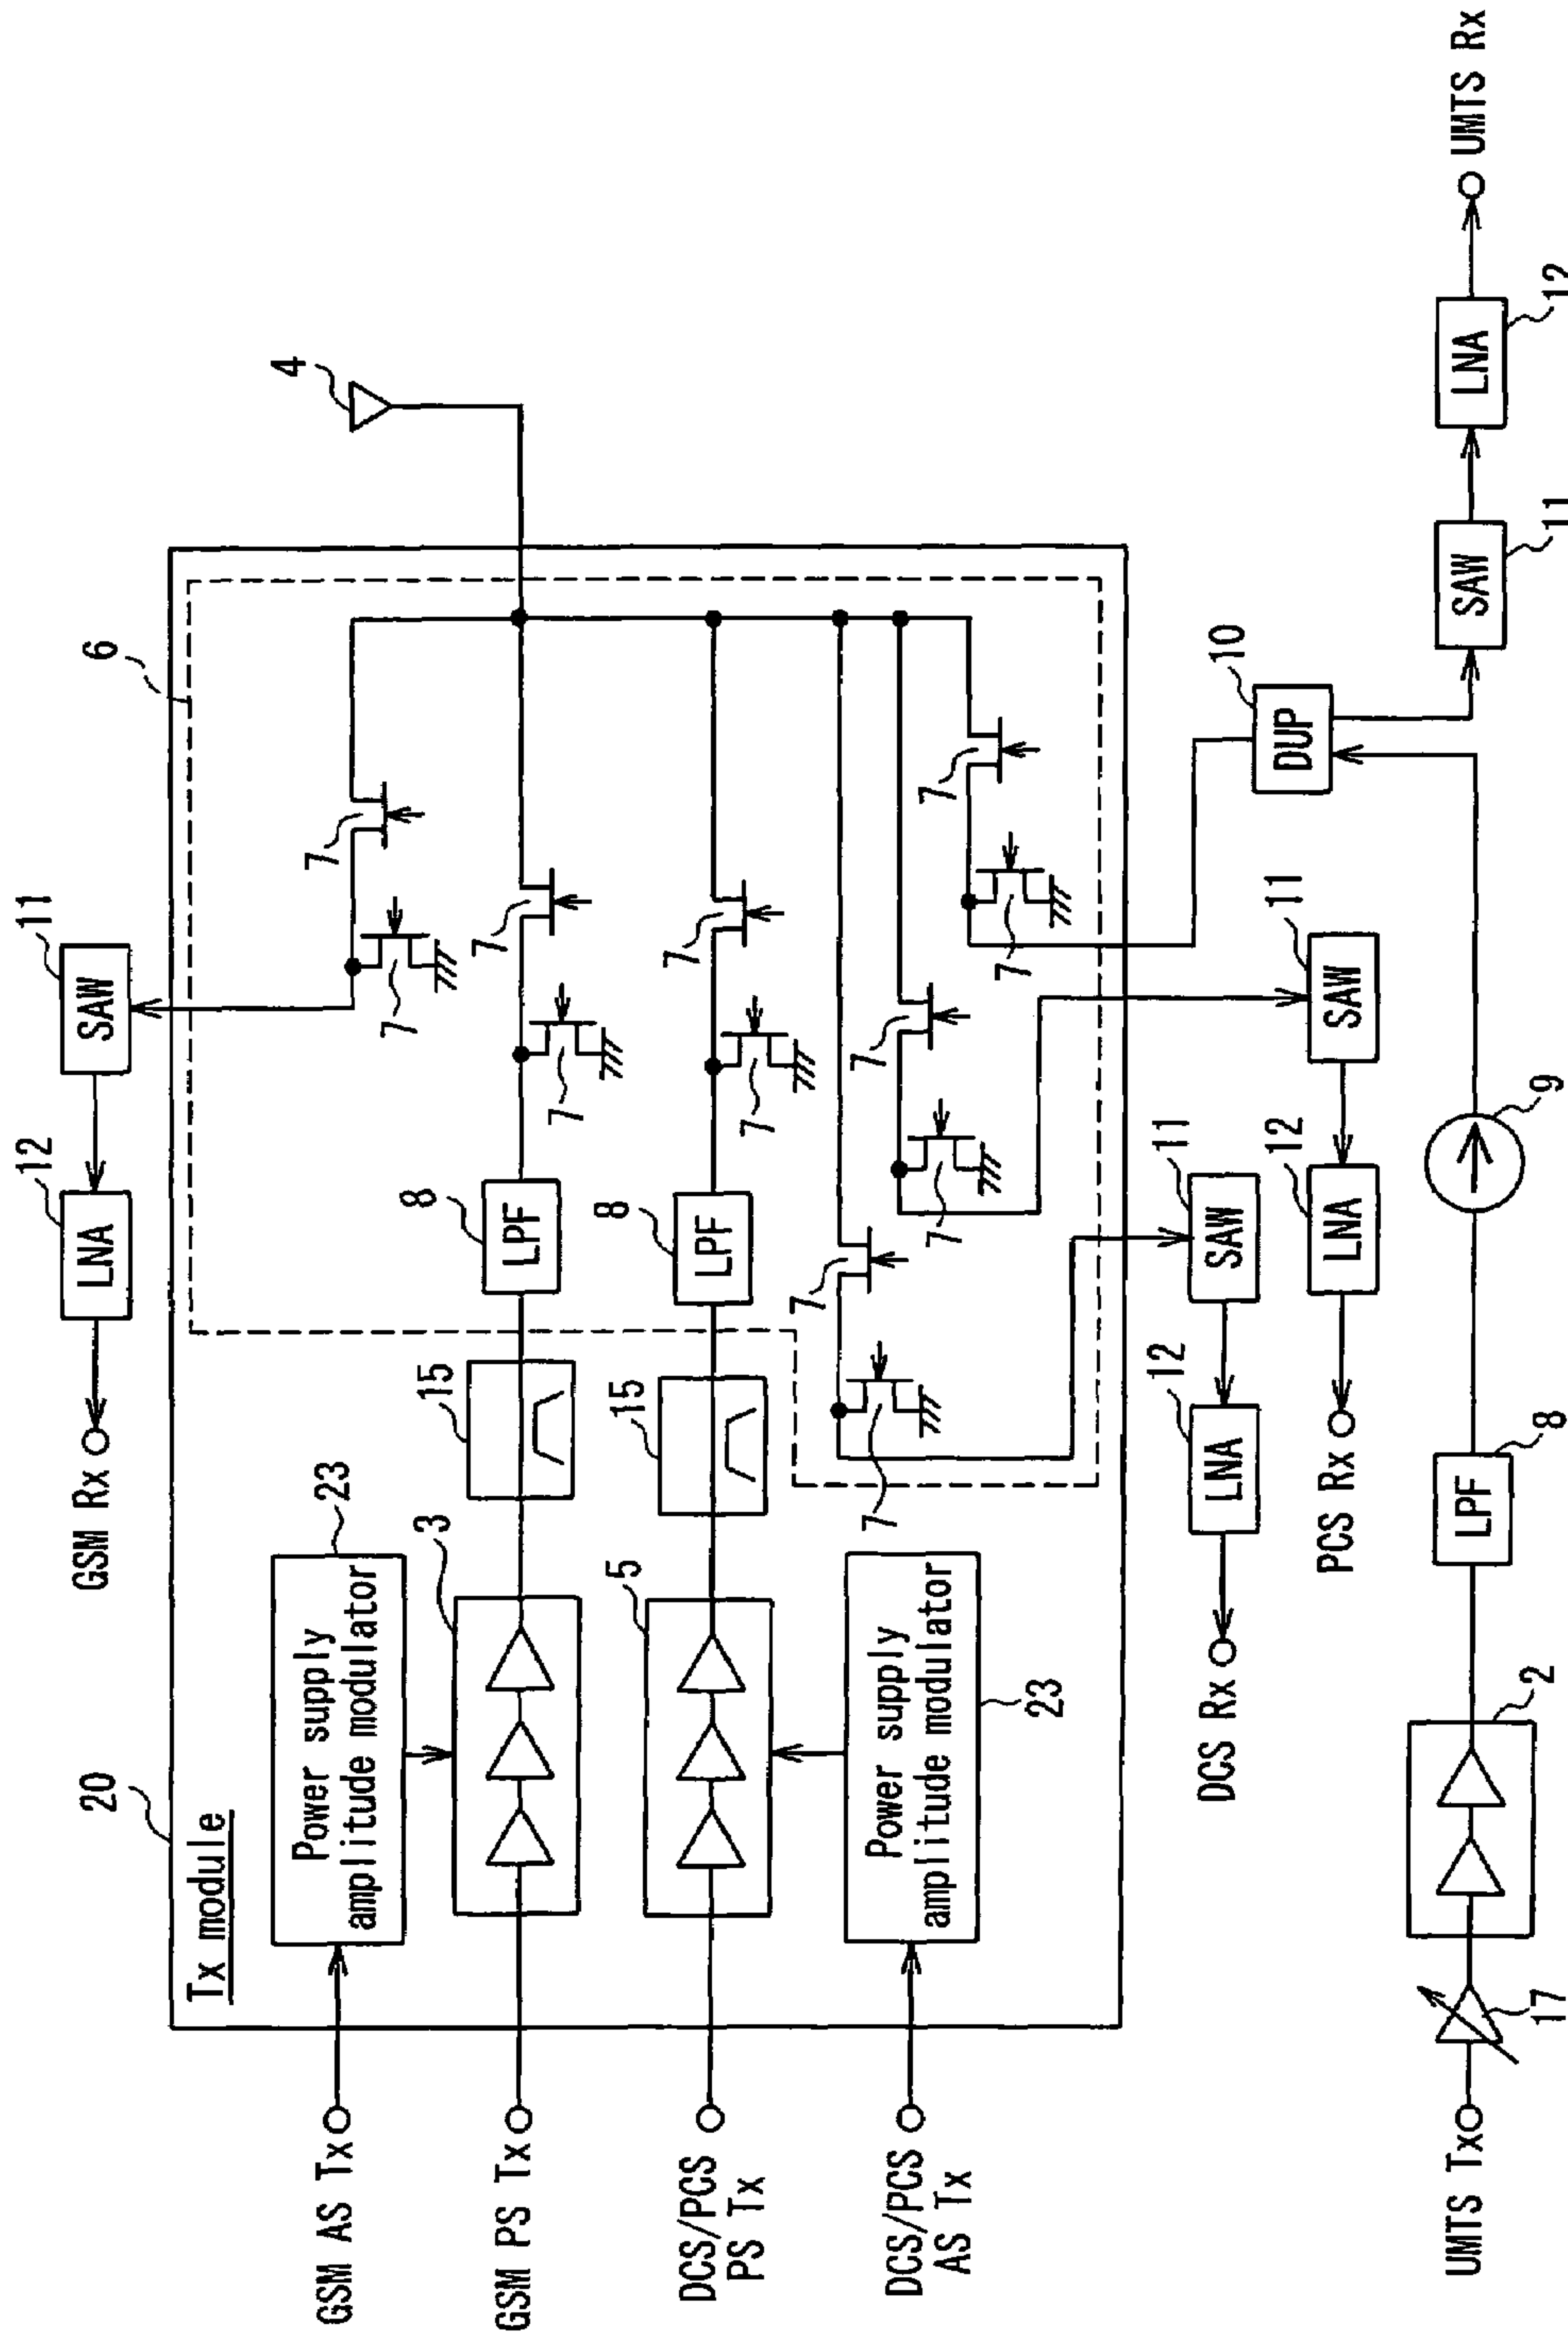 GSM Rx
12
LNA
11
SAW
4
20
Tx module
6
23
Power supply
amplitude modulator
GSM AS Tx
GSM PS Tx
3
15
8
LPF
7
7
7
7
DCS/PCS
PS Tx
5
15
8
LPF
7
7
DCS/PCS
AS Tx
Power supply
amplitude modulator
23
7
7
7
7
7
7
DCS Rx
12
LNA
11
SAW
PCS Rx
12
LNA
11
SAW
10
DUP
UMTS Tx
17
2
8
LPF
9
11
SAW
12
LNA
UMTS Rx